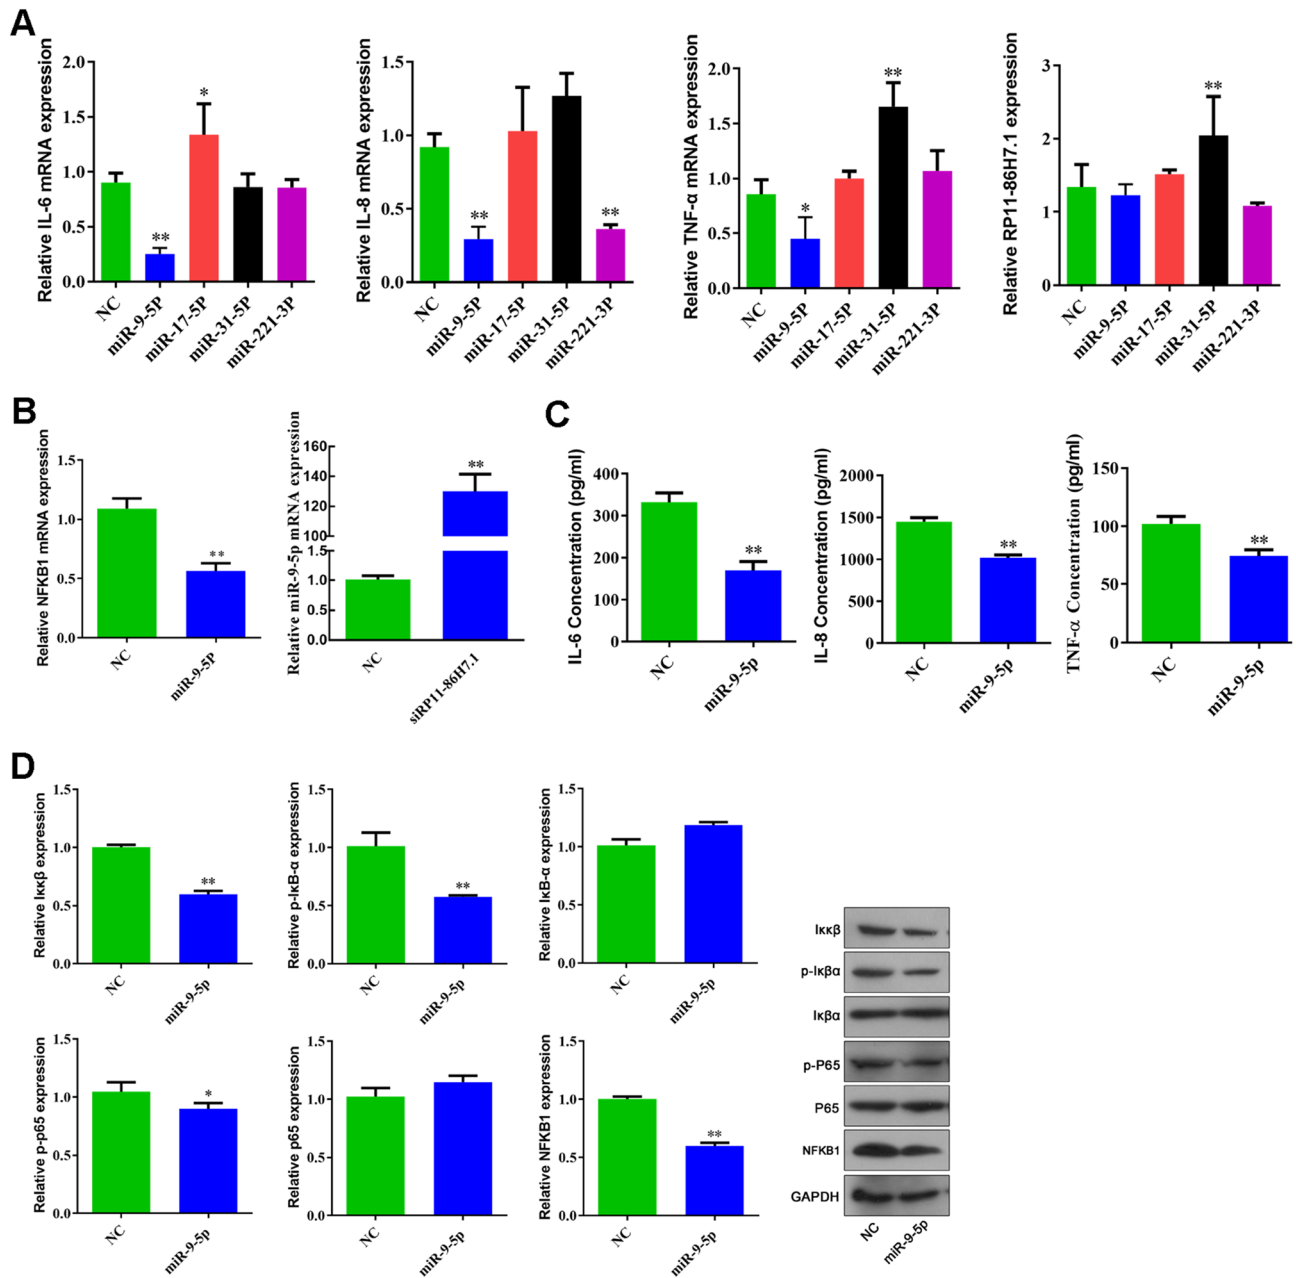 A
Relative IL-6 mRNA expression
2.0
1.5
1.0
0.5
0.0
*
**
NC
miR-9-5P
miR-17-5P
miR-31-5P
miR-221-3P
Relative IL-8 mRNA expression
1.5
1.0
0.5
0.0
**
**
NC
miR-9-5P
miR-17-5P
miR-31-5P
miR-221-3P
Relative TNF-α mRNA expression
2.0
1.5
1.0
0.5
0.0
*
**
NC
miR-9-5P
miR-17-5P
miR-31-5P
miR-221-3P
Relative RP11-86H7.1 expression
3
2
1
0
**
NC
miR-9-5P
miR-17-5P
miR-31-5P
miR-221-3P
B
Relative NFKB1 mRNA expression
1.5
1.0
0.5
0.0
**
NC
miR-9-5P
Relative miR-9-5p mRNA expression
160
140
120
100
1.5
1.0
0.5
0.0
**
NC
siRP11-86H7.1
C
IL-6 Concentration (pg/ml)
400
300
200
100
0
**
NC
miR-9-5p
IL-8 Concentration (pg/ml)
2000
1500
1000
500
0
**
NC
miR-9-5p
TNF-α Concentration (pg/ml)
150
100
50
0
**
NC
miR-9-5p
D
Relative Iκκβ expression
1.5
1.0
0.5
0.0
**
NC
miR-9-5p
Relative p-IκB-α expression
1.5
1.0
0.5
0.0
**
NC
miR-9-5p
Relative IκB-α expression
1.5
1.0
0.5
0.0
NC
miR-9-5p
Relative p-p65 expression
1.5
1.0
0.5
0.0
*
NC
miR-9-5p
Relative p65 expression
1.5
1.0
0.5
0.0
NC
miR-9-5p
Relative NFKB1 expression
1.5
1.0
0.5
0.0
**
NC
miR-9-5p
Iκκβ
p-Iκβα
Iκβα
p-P65
P65
NFKB1
GAPDH
NC
miR-9-5p